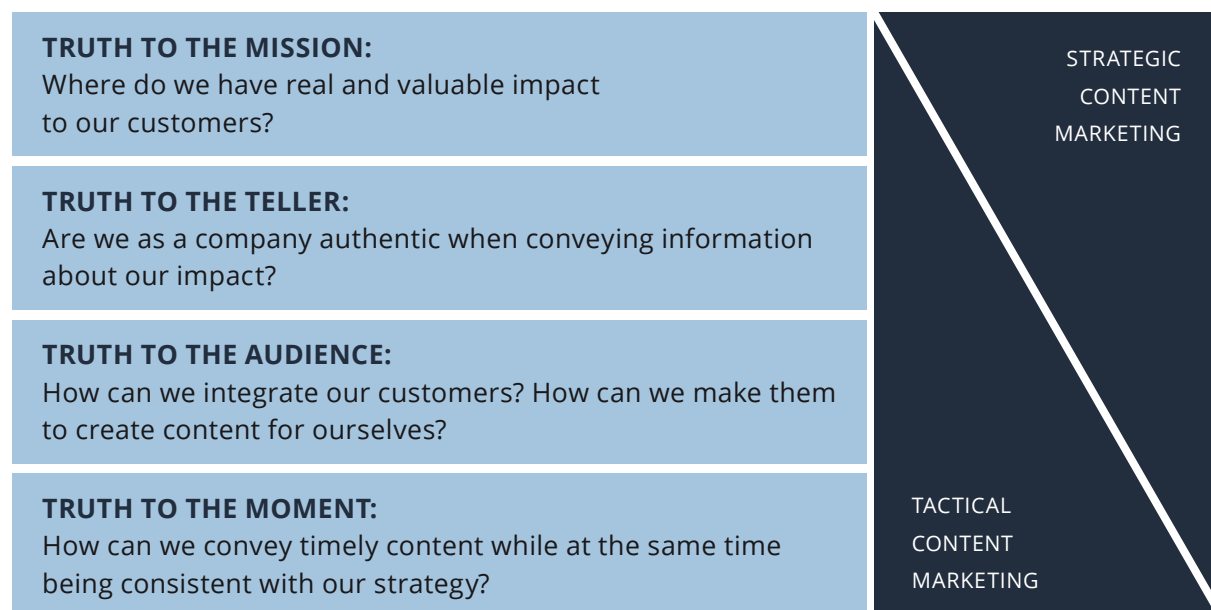 TRUTH TO THE MISSION:
Where do we have real and valuable impact
to our customers?
TRUTH TO THE TELLER:
Are we as a company authentic when conveying information
about our impact?
TRUTH TO THE AUDIENCE:
How can we integrate our customers? How can we make them
to create content for ourselves?
TRUTH TO THE MOMENT:
How can we convey timely content while at the same time
being consistent with our strategy?
STRATEGIC
CONTENT
MARKETING
TACTICAL
CONTENT
MARKETING